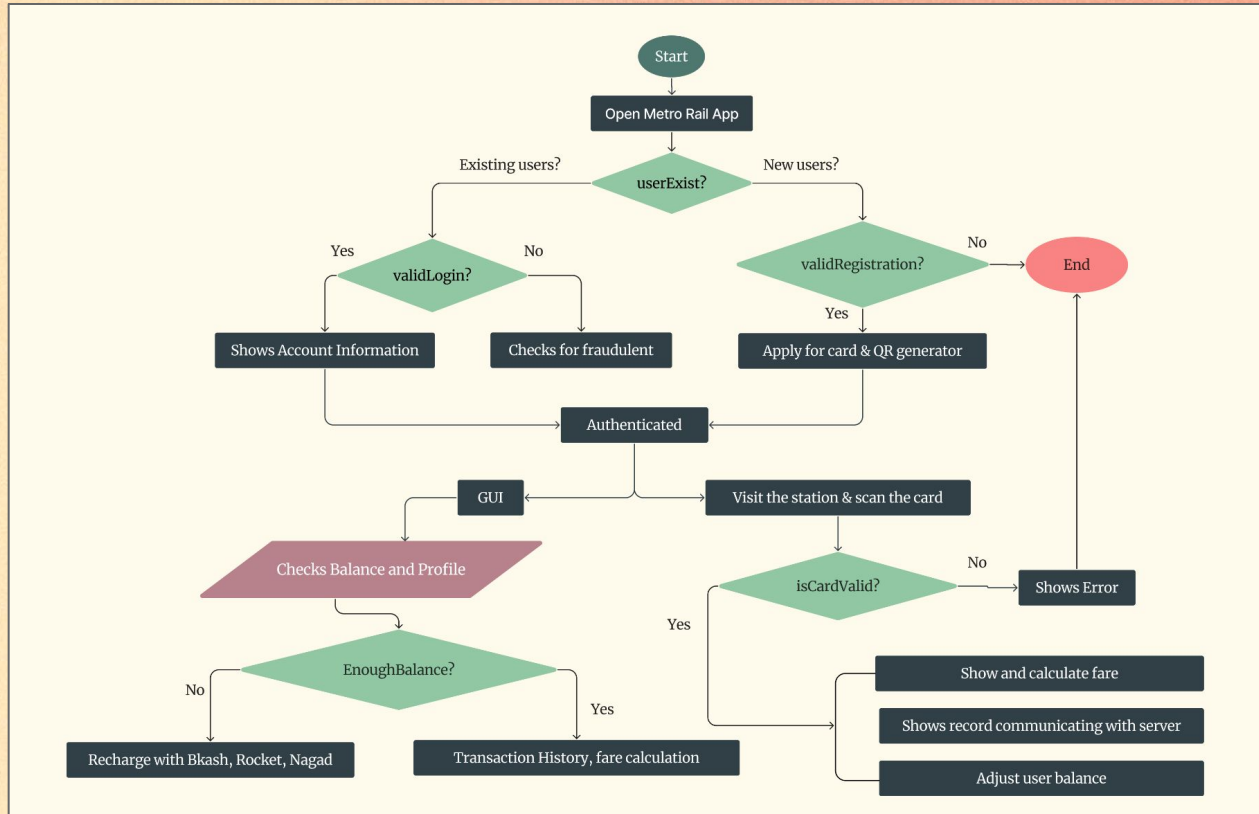 Start
Open Metro Rail App
Existing users?
New users?
userExist?
Yes
No
validLogin?
No
validRegistration?
End
Yes
Shows Account Information
Checks for fraudulent
Apply for card & QR generator
Authenticated
GUI
Visit the station & scan the card
Checks Balance and Profile
isCardValid?
No
Shows Error
Yes
EnoughBalance?
No
Yes
Show and calculate fare
Shows record communicating with server
Adjust user balance
Recharge with Bkash, Rocket, Nagad
Transaction History, fare calculation